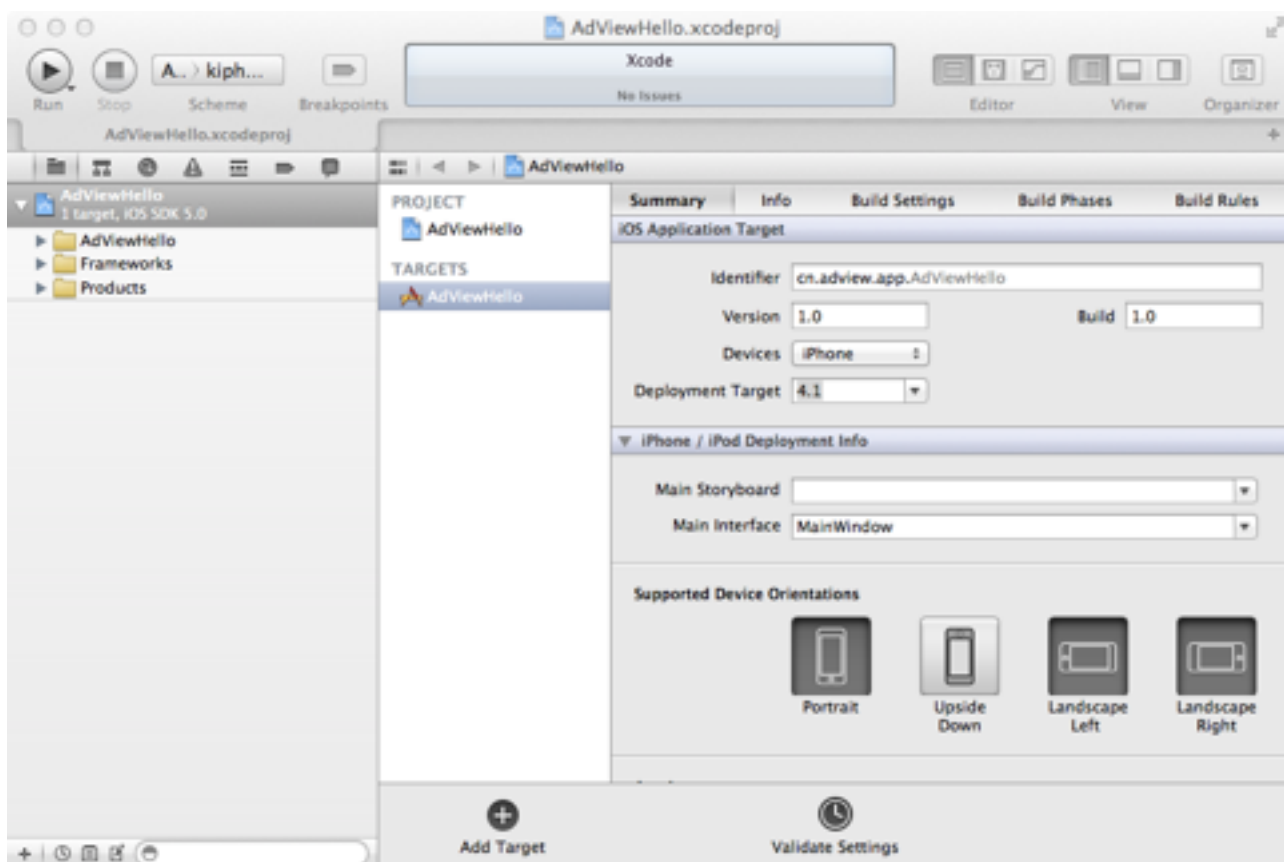 AdViewHello.xcodeproj
Xcode
No Issues
A.. › kiph...
Run Stop Scheme Breakpoints Editor View Organizer
AdViewHello.xcodeproj
AdViewHello
AdViewHello
1 target, iOS SDK 5.0
AdViewHello
Frameworks
Products
PROJECT
AdViewHello
TARGETS
AdViewHello
Summary Info Build Settings Build Phases Build Rules
iOS Application Target
Identifier cn.adview.app.AdViewHello
Version 1.0 Build 1.0
Devices iPhone
Deployment Target 4.1
iPhone / iPod Deployment Info
Main Storyboard
Main Interface MainWindow
Supported Device Orientations
Portrait Upside Down Landscape Left Landscape Right
Add Target Validate Settings